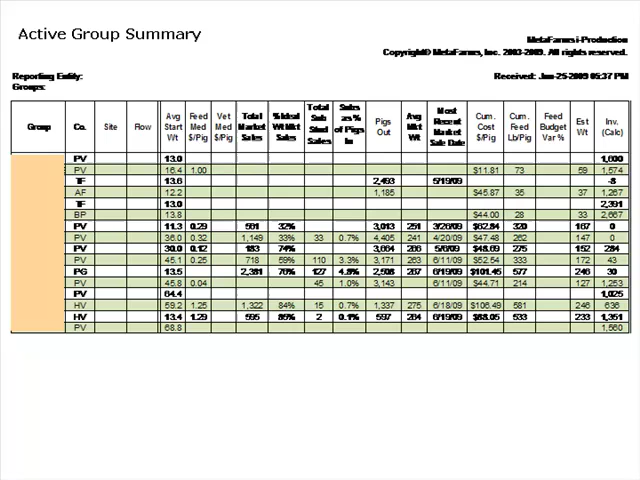 Active Group Summary
MetaFarms i-Production
Copyright© MetaFarms, Inc. 2003-2009. All rights reserved.
Reporting Entity: Received: Jun-25-2009 05:37 PM
Groups:
Group Co. Site Flow Avg Start Wt Feed Med $/Pig Vet Med $/Pig Total Market Sales % Ideal Wt Mkt Sales Total Sub Stnd Sales Subs as % of Pigs In Pigs Out Avg Mkt Wt Most Recent Market Sale Date Cum. Cost $/Pig Cum. Feed Lb/Pig Feed Budget Var % Est Wt Inv. (Calc)
PV 13.0 1,600
PV 16.4 1.00 $11.81 73 59 1,574
TF 13.6 2,493 5/19/09 -8
AF 12.2 1,185 $45.87 35 37 1,267
TF 13.0 2,391
BP 13.8 $44.00 28 33 2,667
PV 11.3 0.29 561 32% 3,013 251 3/26/09 $62.84 320 167 0
PV 36.0 0.32 1,149 33% 33 0.7% 4,405 241 4/20/09 $47.48 262 147 0
PV 30.0 0.12 183 74% 3,664 266 5/6/09 $48.69 275 152 284
PV 45.1 0.25 718 59% 110 3.3% 3,171 263 6/11/09 $52.54 333 172 43
PG 13.5 2,381 76% 127 4.8% 2,508 267 6/19/09 $101.45 577 246 30
PV 45.8 0.04 45 1.0% 3,143 6/11/09 $44.71 214 127 1,253
PV 64.4 1,025
HV 59.2 1.25 1,322 84% 15 0.7% 1,337 275 6/18/09 $106.49 581 246 636
HV 13.4 1.29 595 85% 2 0.1% 597 264 6/19/09 $88.05 533 233 1,351
PV 68.8 1,560